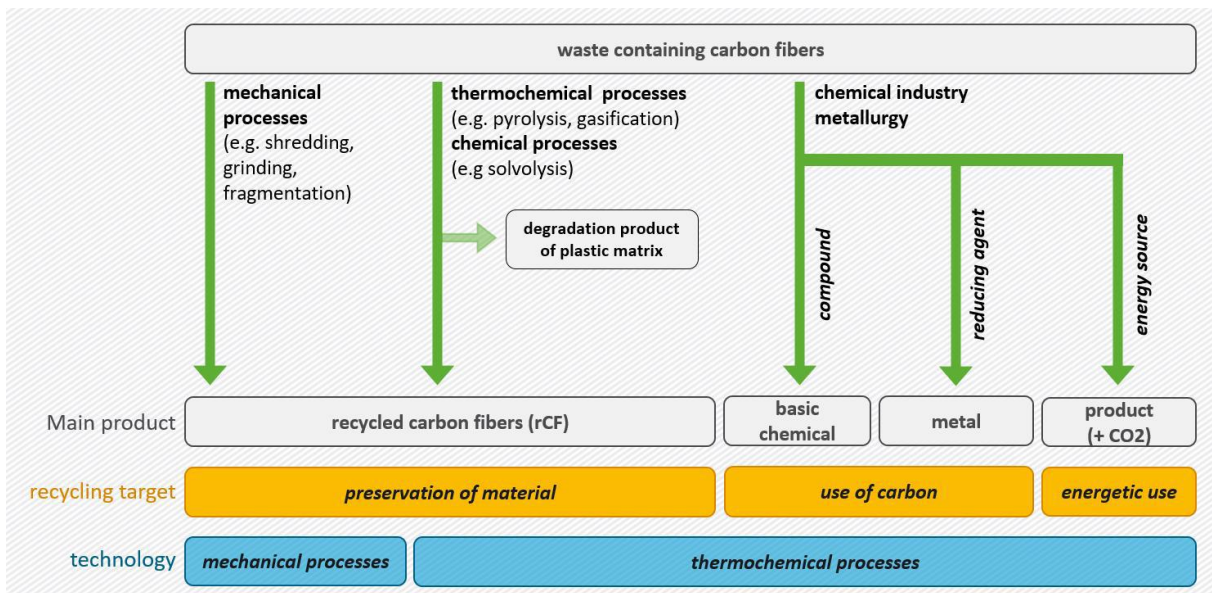 waste containing carbon fibers
mechanical
processes
(e.g. shredding,
grinding,
fragmentation)
thermochemical processes
(e.g. pyrolysis, gasification)
chemical processes
(e.g solvolysis)
degradation product
of plastic matrix
chemical industry
metallurgy
compound
reducing agent
energy source
Main product
recycled carbon fibers (rCF)
basic
chemical
metal
product
(+ CO2)
recycling target
preservation of material
use of carbon
energetic use
technology
mechanical processes
thermochemical processes